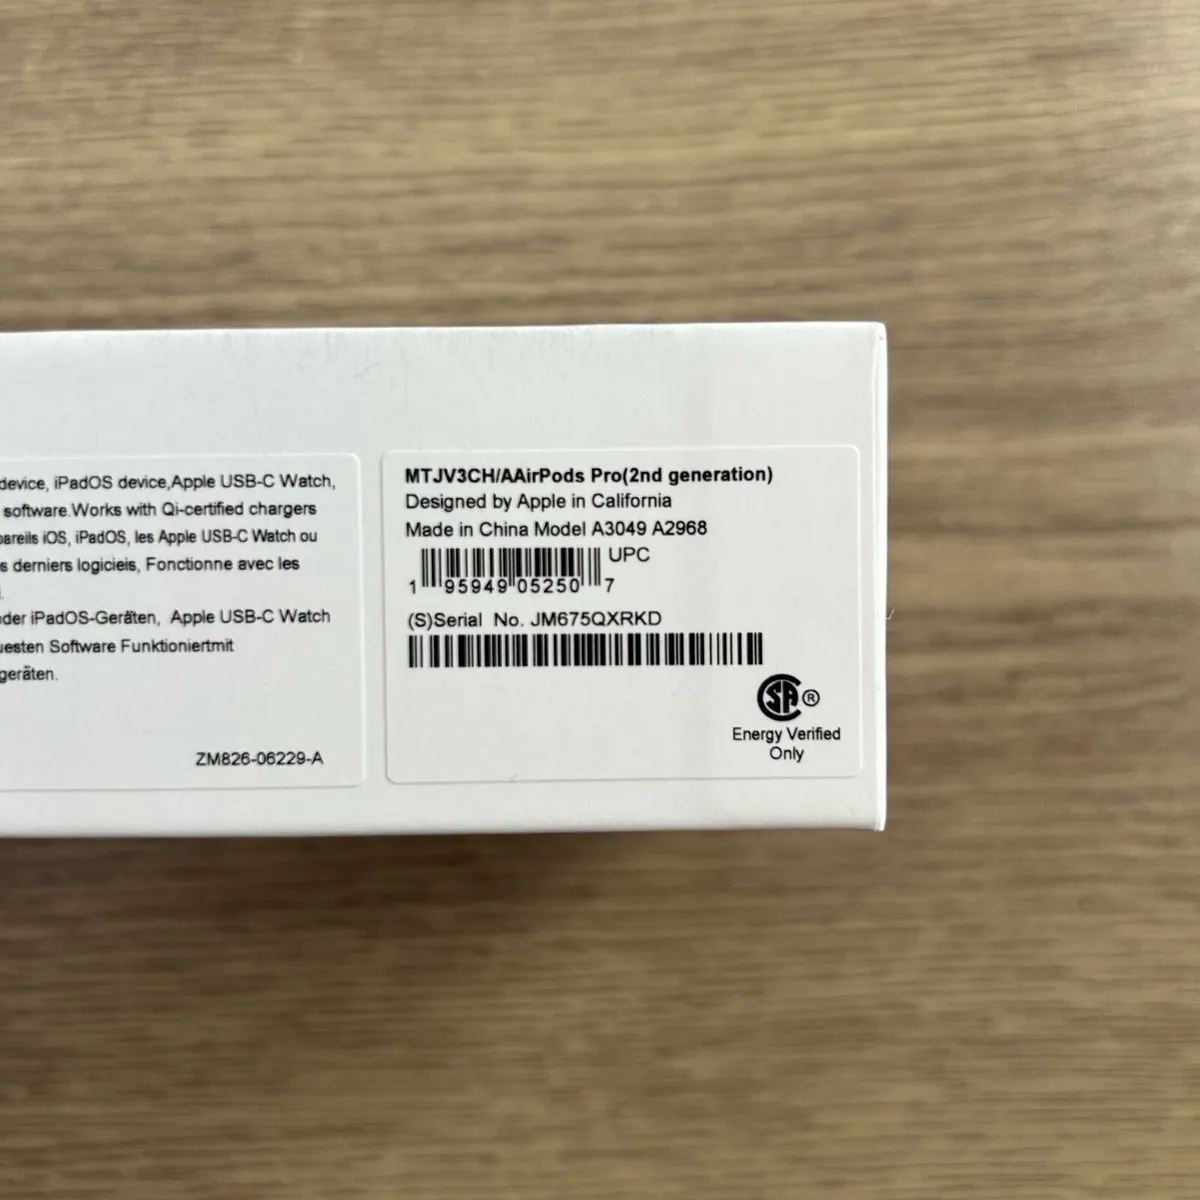 device, iPadOS device,Apple USB-C Watch,
software.Works with Qi-certified chargers
pareils iOS, iPadOS, les Apple USB-C Watch ou
s derniers logicieis, Fonctionne avec les
oder iPadOS-Geräten, Apple USB-C Watch
uesten Software Funktioniertmit
geräten.
ZM826-06229-A
MTJV3CH/AAirPods Pro(2nd generation)
Designed by Apple in California
Made in China Model A3049 A2968
UPC
1 95949 05250 7
(S)Serial No. JM675QXRKD
SA ®
Energy Verified
Only